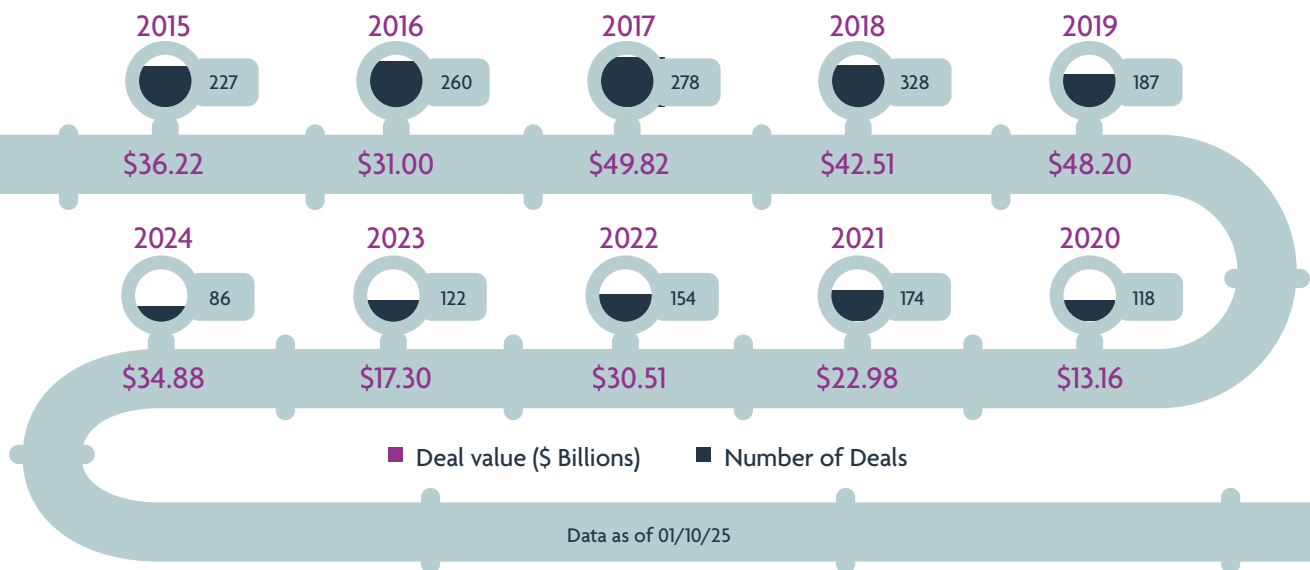 2015 2016 2017 2018 2019
227 260 278 328 187
$36.22 $31.00 $49.82 $42.51 $48.20
2024 2023 2022 2021 2020
86 122 154 174 118
$34.88 $17.30 $30.51 $22.98 $13.16
Deal value ($ Billions) Number of Deals
Data as of 01/10/25